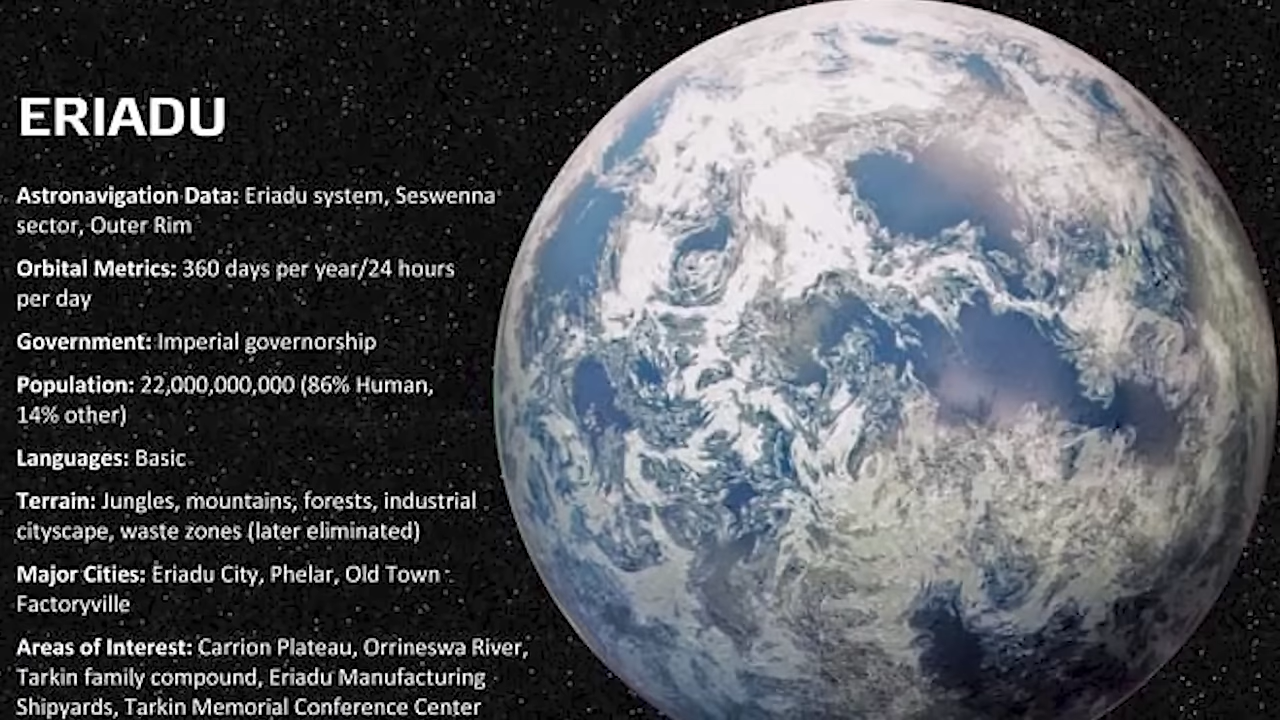 ERIADU
Astronavigation Data: Eriadu system, Seswenna
sector, Outer Rim
Orbital Metrics: 360 days per year/24 hours
per day
Government: Imperial governorship
Population: 22,000,000,000 (86% Human,
14% other)
Languages: Basic
Terrain: Jungles, mountains, forests, industrial
cityscape, waste zones (later eliminated)
Major Cities: Eriadu City, Phelar, Old Town
Factoryville
Areas of Interest: Carrion Plateau, Orrineswa River,
Tarkin family compound, Eriadu Manufacturing
Shipyards, Tarkin Memorial Conference Center